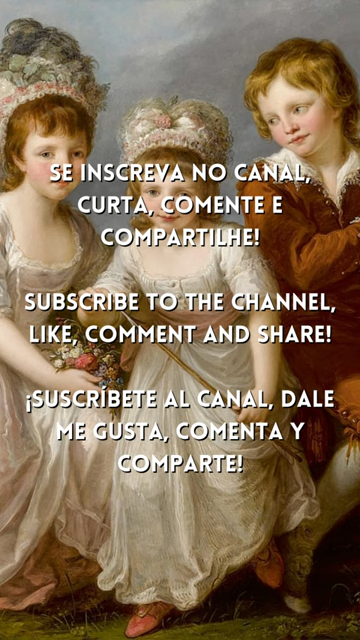 SE INSCREVA NO CANAL,
CURTA, COMENTE E
COMPARTILHE!
SUBSCRIBE TO THE CHANNEL,
LIKE, COMMENT AND SHARE!
¡SUSCRÍBETE AL CANAL, DALE
ME GUSTA, COMENTA Y
COMPARTE!